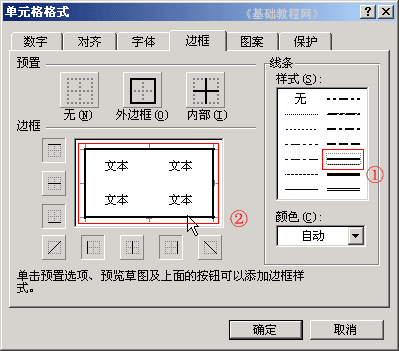 单元格格式
《基础教程网》
数字 对齐 字体 边框 图案 保护
预置
无(N) 外边框(O) 内部(I)
边框
文本 文本
文本 文本
②
单击预置选项、预览草图及上面的按钮可以添加边框样
式。
线条
样式(S):
无
①
颜色(C):
自动
确定 取消